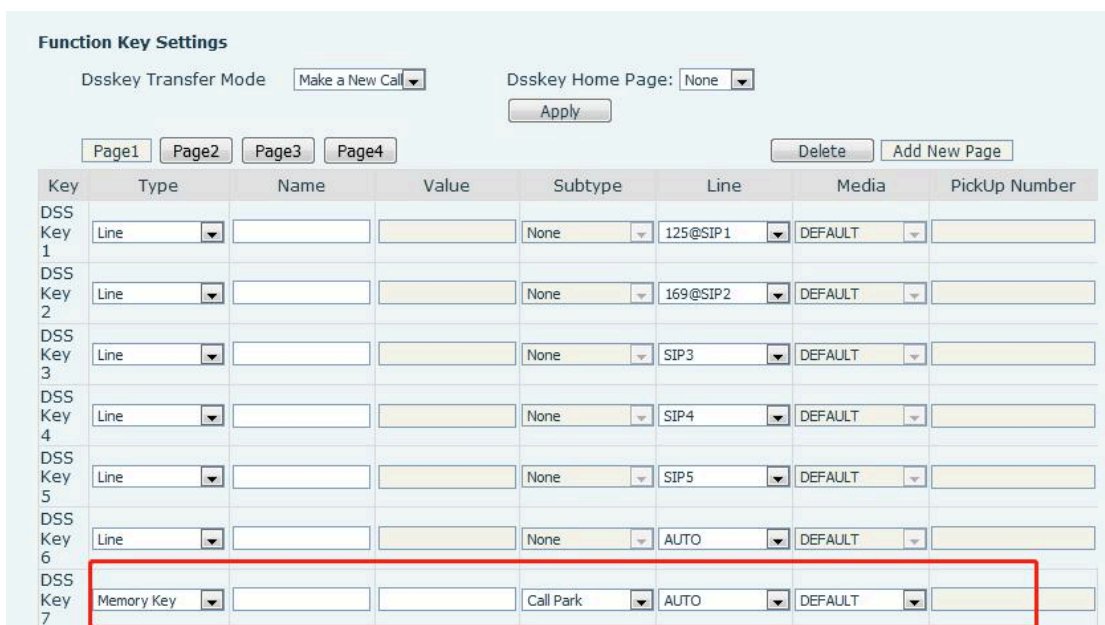 Function Key Settings
Dsskey Transfer Mode Make a New Call Dsskey Home Page: None
Apply
Page1 Page2 Page3 Page4 Delete Add New Page
Key Type Name Value Subtype Line Media PickUp Number
DSS Key 1 Line None 125@SIP1 DEFAULT
DSS Key 2 Line None 169@SIP2 DEFAULT
DSS Key 3 Line None SIP3 DEFAULT
DSS Key 4 Line None SIP4 DEFAULT
DSS Key 5 Line None SIP5 DEFAULT
DSS Key 6 Line None AUTO DEFAULT
DSS Key 7 Memory Key Call Park AUTO DEFAULT